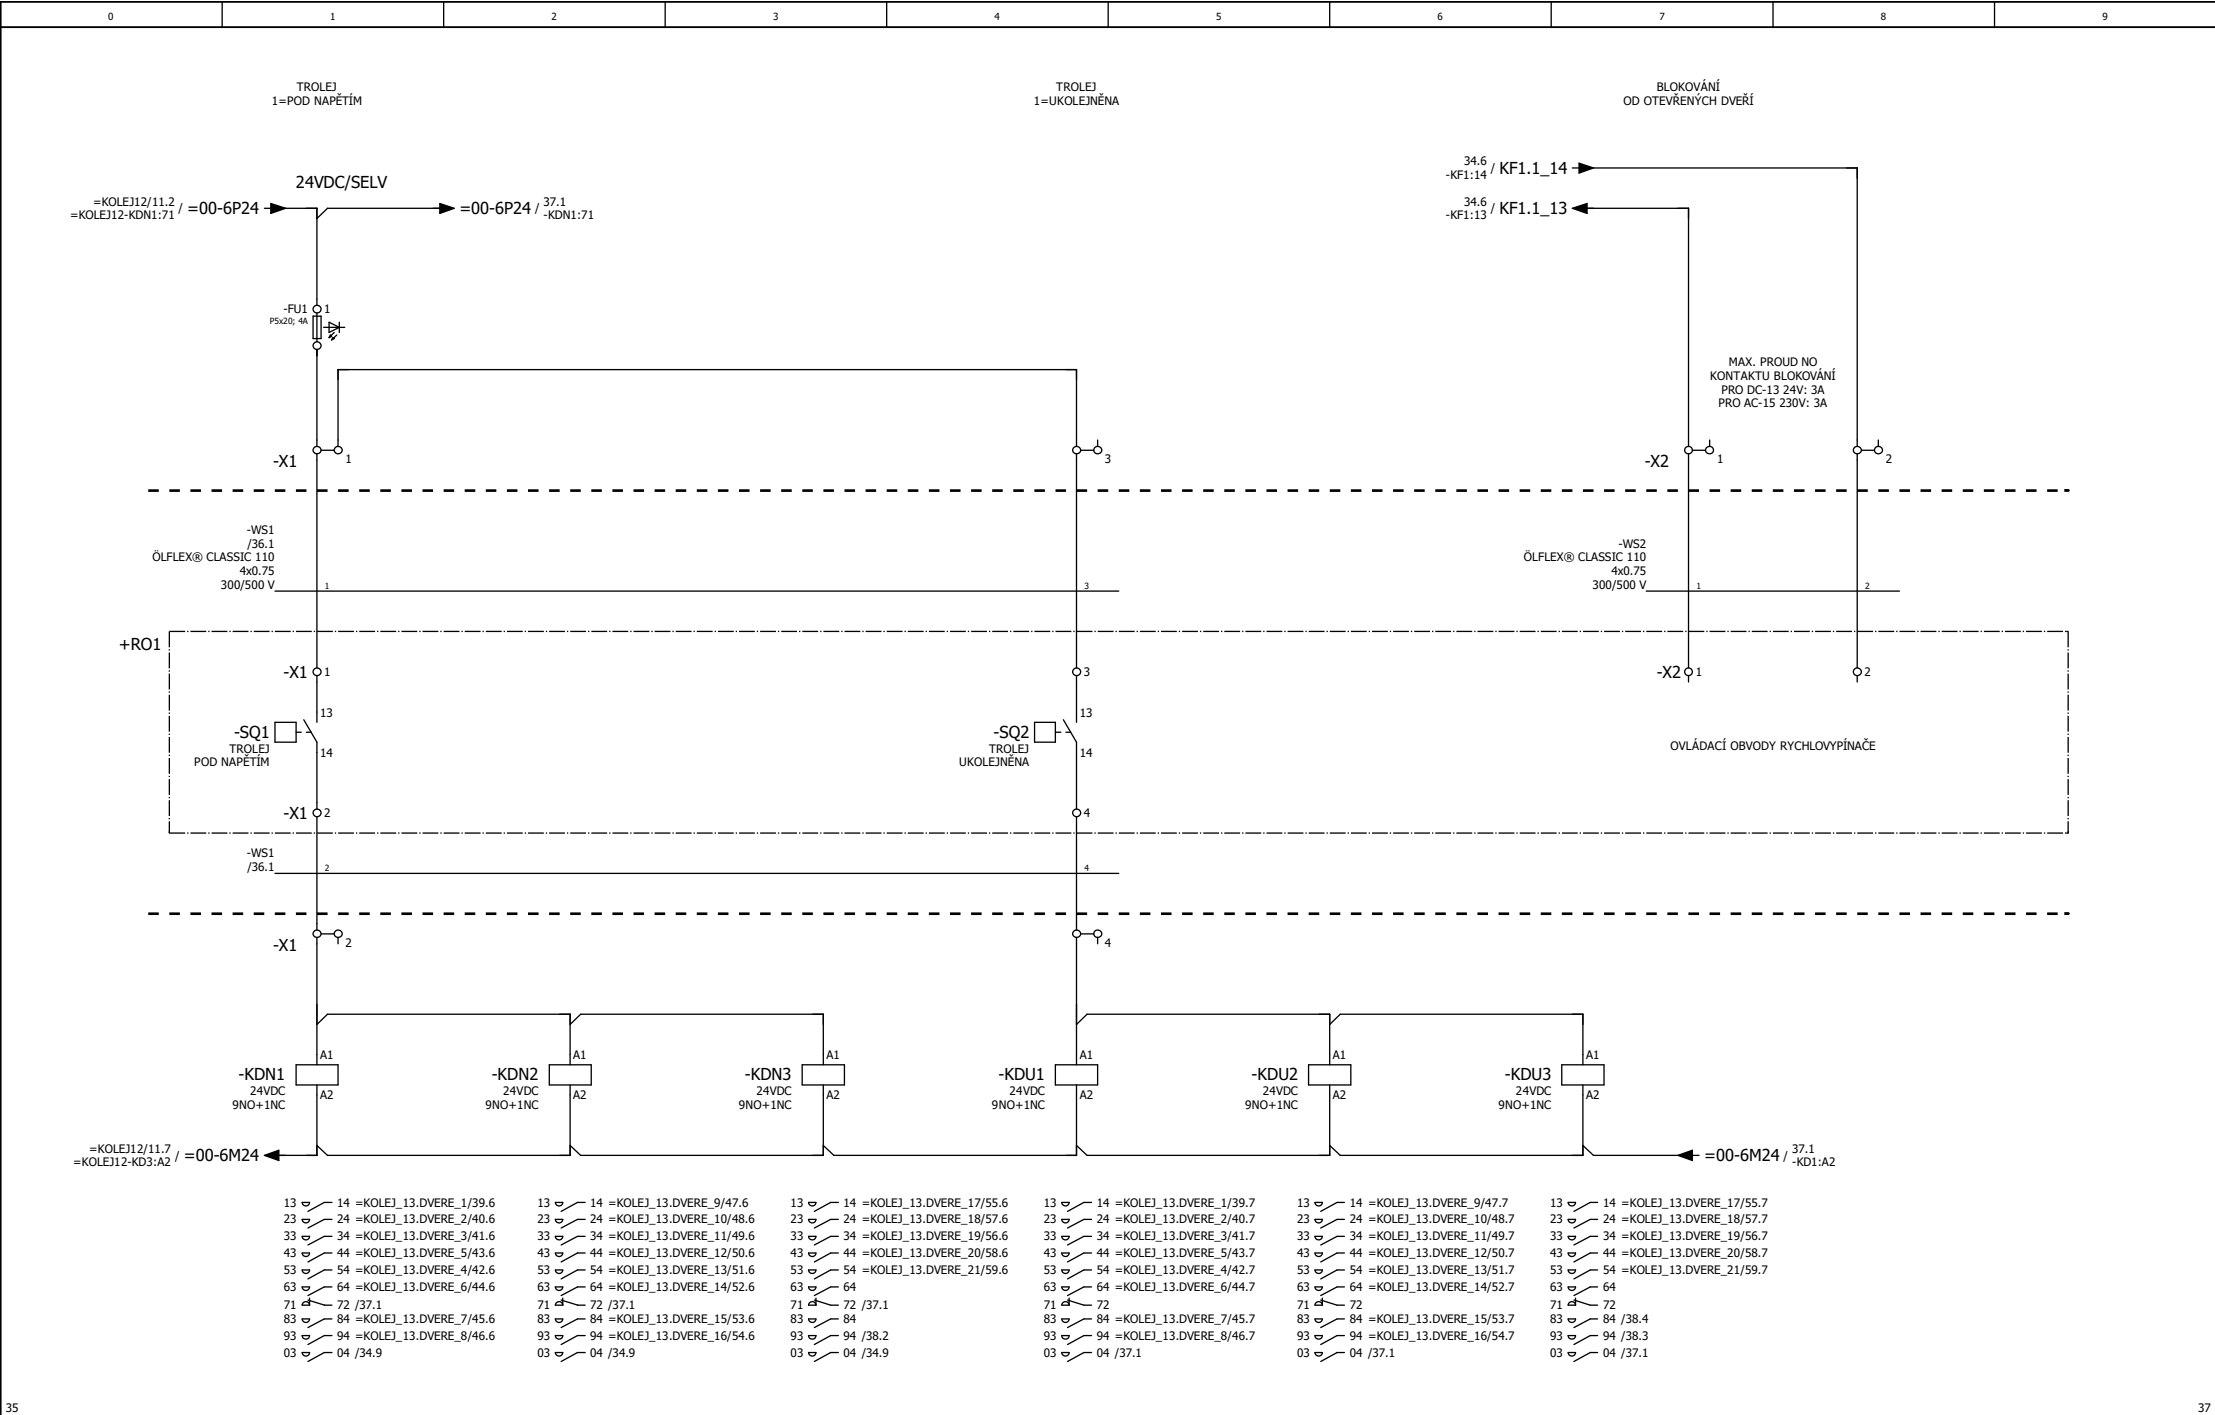 0 1 2 3 4 5 6 7 8 9
TROLEJ
1=POD NAPĚTÍM
TROLEJ
1=UKOLEJNĚNA
BLOKOVÁNÍ
OD OTEVŘENÝCH DVEŘÍ
24VDC/SELV
=KOLEJ12/11.2
=KOLEJ12-KDN1:71 / =00-6P24
=00-6P24 / 37.1
-KDN1:71
34.6
-KF1:14 / KF1.1_14
34.6
-KF1:13 / KF1.1_13
-FU1 1
P5x20; 4A
MAX. PROUD NO
KONTAKTU BLOKOVÁNÍ
PRO DC-13 24V: 3A
PRO AC-15 230V: 3A
-X1 1
3
-X2 1
2
-WS1
/36.1
ÖLFLEX® CLASSIC 110
4x0.75
300/500 V
1
3
-WS2
ÖLFLEX® CLASSIC 110
4x0.75
300/500 V
1
2
+RO1
-X1 1
3
-X2 1
2
13
-SQ1
TROLEJ
POD NAPĚTÍM
14
13
-SQ2
TROLEJ
UKOLEJNĚNA
14
OVLÁDACÍ OBVODY RYCHLOVYPÍNAČE
-X1 2
4
-WS1
/36.1
2
4
-X1 2
4
A1
-KDN1
24VDC
9NO+1NC
A2
A1
-KDN2
24VDC
9NO+1NC
A2
A1
-KDN3
24VDC
9NO+1NC
A2
A1
-KDU1
24VDC
9NO+1NC
A2
A1
-KDU2
24VDC
9NO+1NC
A2
A1
-KDU3
24VDC
9NO+1NC
A2
=KOLEJ12/11.7
=KOLEJ12-KD3:A2 / =00-6M24
=00-6M24 / 37.1
-KD1:A2
13 14 =KOLEJ_13.DVERE_1/39.6
23 24 =KOLEJ_13.DVERE_2/40.6
33 34 =KOLEJ_13.DVERE_3/41.6
43 44 =KOLEJ_13.DVERE_5/43.6
53 54 =KOLEJ_13.DVERE_4/42.6
63 64 =KOLEJ_13.DVERE_6/44.6
71 72 /37.1
83 84 =KOLEJ_13.DVERE_7/45.6
93 94 =KOLEJ_13.DVERE_8/46.6
03 04 /34.9
13 14 =KOLEJ_13.DVERE_9/47.6
23 24 =KOLEJ_13.DVERE_10/48.6
33 34 =KOLEJ_13.DVERE_11/49.6
43 44 =KOLEJ_13.DVERE_12/50.6
53 54 =KOLEJ_13.DVERE_13/51.6
63 64 =KOLEJ_13.DVERE_14/52.6
71 72 /37.1
83 84 =KOLEJ_13.DVERE_15/53.6
93 94 =KOLEJ_13.DVERE_16/54.6
03 04 /34.9
13 14 =KOLEJ_13.DVERE_17/55.6
23 24 =KOLEJ_13.DVERE_18/57.6
33 34 =KOLEJ_13.DVERE_19/56.6
43 44 =KOLEJ_13.DVERE_20/58.6
53 54 =KOLEJ_13.DVERE_21/59.6
63 64
71 72 /37.1
83 84
93 94 /38.2
03 04 /34.9
13 14 =KOLEJ_13.DVERE_1/39.7
23 24 =KOLEJ_13.DVERE_2/40.7
33 34 =KOLEJ_13.DVERE_3/41.7
43 44 =KOLEJ_13.DVERE_5/43.7
53 54 =KOLEJ_13.DVERE_4/42.7
63 64 =KOLEJ_13.DVERE_6/44.7
71 72
83 84 =KOLEJ_13.DVERE_7/45.7
93 94 =KOLEJ_13.DVERE_8/46.7
03 04 /37.1
13 14 =KOLEJ_13.DVERE_9/47.7
23 24 =KOLEJ_13.DVERE_10/48.7
33 34 =KOLEJ_13.DVERE_11/49.7
43 44 =KOLEJ_13.DVERE_12/50.7
53 54 =KOLEJ_13.DVERE_13/51.7
63 64 =KOLEJ_13.DVERE_14/52.7
71 72
83 84 =KOLEJ_13.DVERE_15/53.7
93 94 =KOLEJ_13.DVERE_16/54.7
03 04 /37.1
13 14 =KOLEJ_13.DVERE_17/55.7
23 24 =KOLEJ_13.DVERE_18/57.7
33 34 =KOLEJ_13.DVERE_19/56.7
43 44 =KOLEJ_13.DVERE_20/58.7
53 54 =KOLEJ_13.DVERE_21/59.7
63 64
71 72
83 84 /38.4
93 94 /38.3
03 04 /37.1
35
37